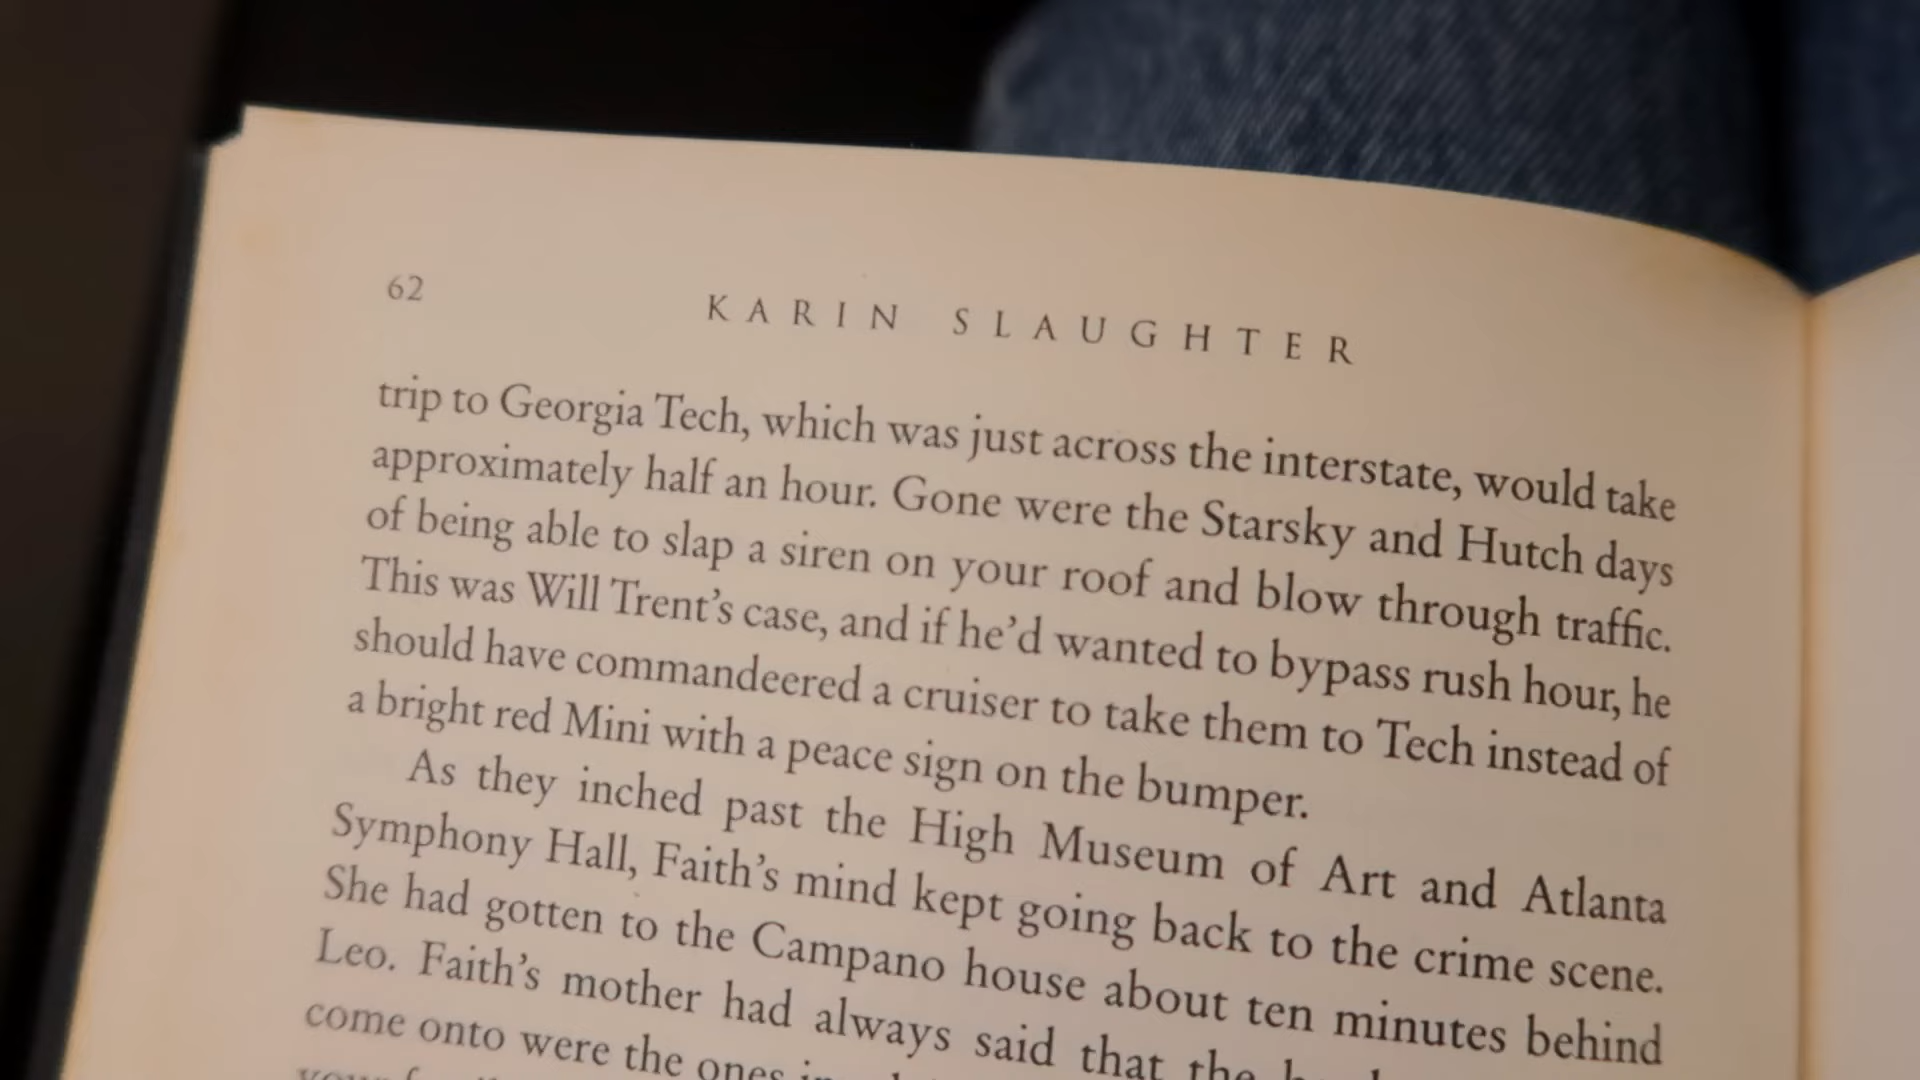 62
KARIN SLAUGHTER
trip to Georgia Tech, which was just across the interstate, would take
approximately half an hour. Gone were the Starsky and Hutch days
of being able to slap a siren on your roof and blow through traffic.
This was Will Trent's case, and if he'd wanted to bypass rush hour, he
should have commandeered a cruiser to take them to Tech instead of
a bright red Mini with a peace sign on the bumper.
As they inched past the High Museum of Art and Atlanta
Symphony Hall, Faith's mind kept going back to the crime scene.
She had gotten to the Campano house about ten minutes behind
Leo. Faith's mother had always said that the
come onto were the ones